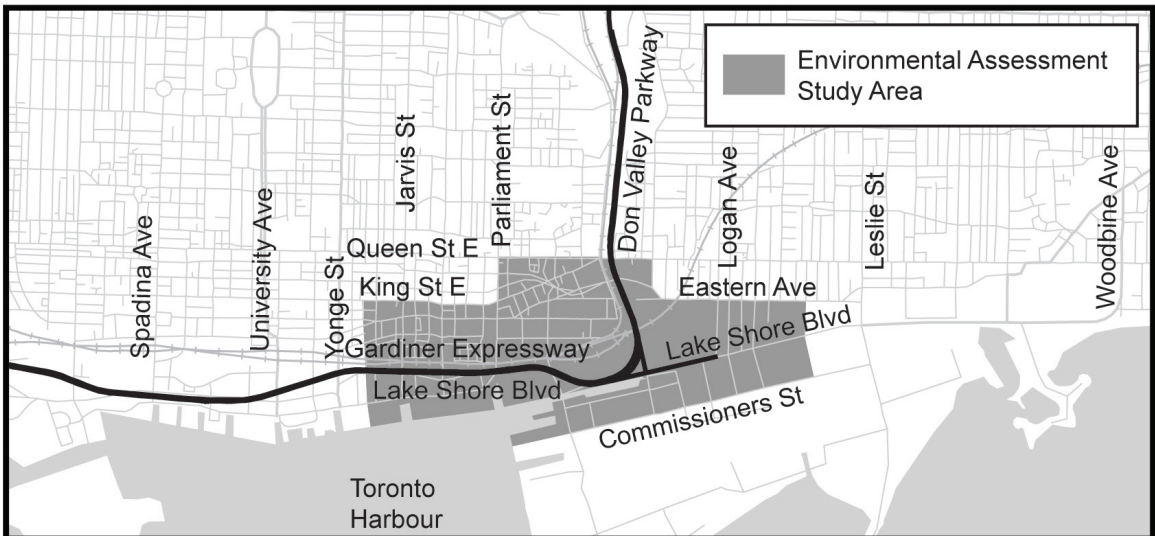 Environmental Assessment
Study Area
Spadina Ave
University Ave
Yonge St
Jarvis St
Parliament St
Don Valley Parkway
Logan Ave
Leslie St
Woodbine Ave
Queen St E
King St E
Eastern Ave
Gardiner Expressway
Lake Shore Blvd
Lake Shore Blvd
Commissioners St
Toronto
Harbour